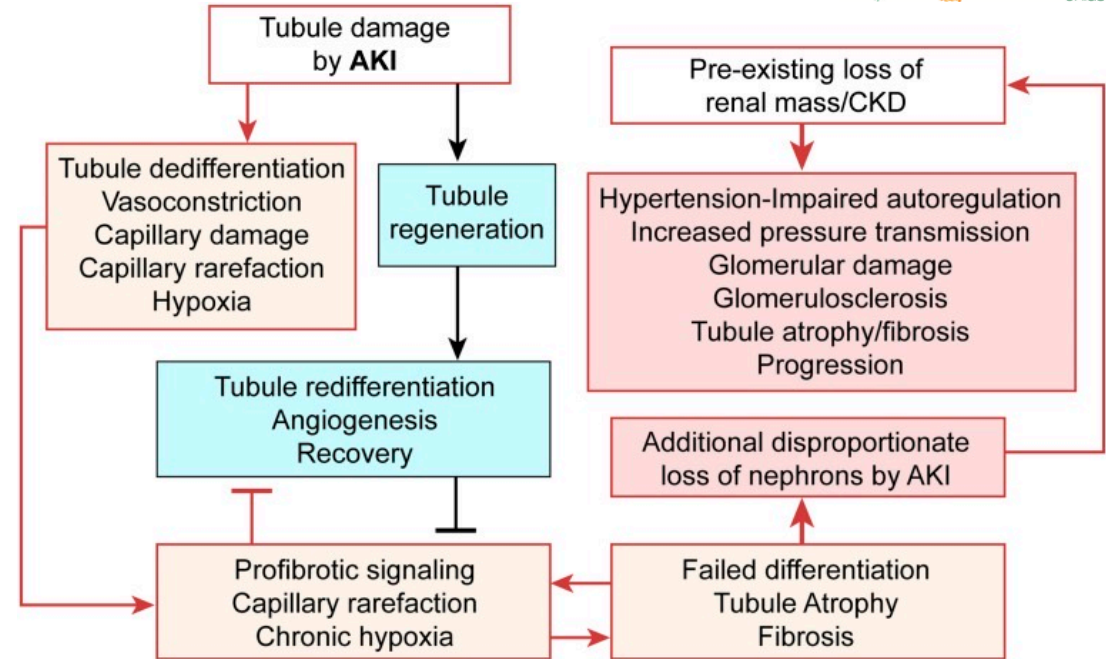 Tubule damage
by AKI
Pre-existing loss of
renal mass/CKD
Tubule dedifferentiation
Vasoconstriction
Capillary damage
Capillary rarefaction
Hypoxia
Tubule
regeneration
Hypertension-Impaired autoregulation
Increased pressure transmission
Glomerular damage
Glomerulosclerosis
Tubule atrophy/fibrosis
Progression
Tubule redifferentiation
Angiogenesis
Recovery
Additional disproportionate
loss of nephrons by AKI
Profibrotic signaling
Capillary rarefaction
Chronic hypoxia
Failed differentiation
Tubule Atrophy
Fibrosis